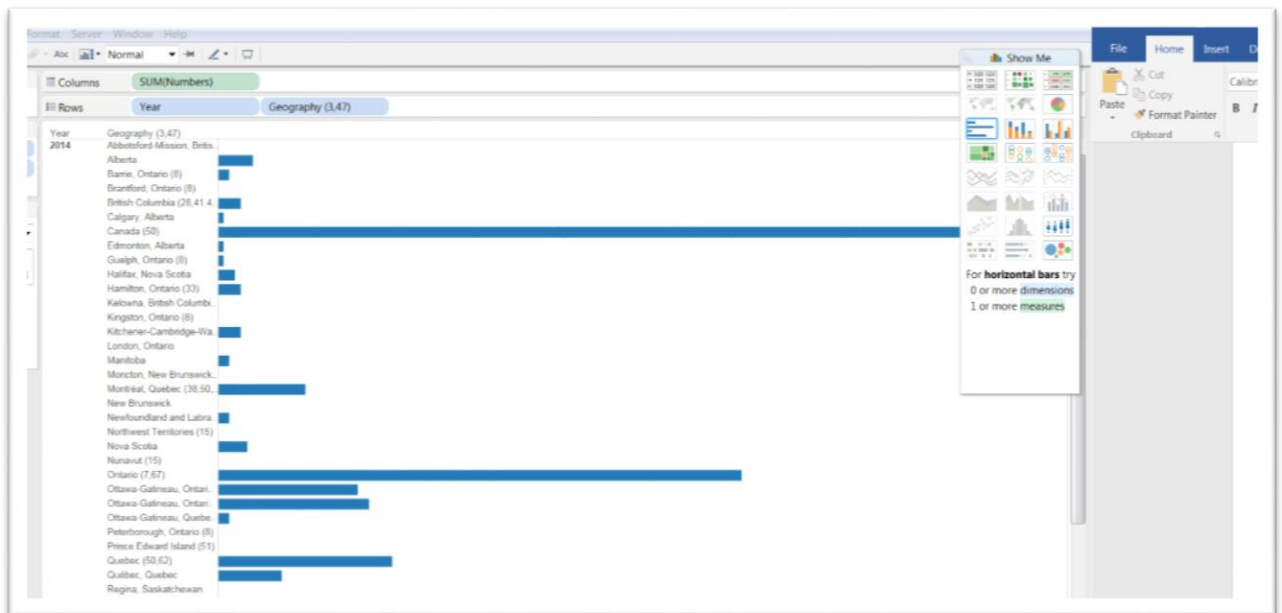 Format Server Window Help
Abc Normal
Columns SUM(Numbers)
Rows Year Geography (3,47)
Year Geography (3,47)
2014 Abbotsford-Mission, Britis..
Alberta
Barrie, Ontario (8)
Brantford, Ontario (8)
British Columbia (28,41,4..
Calgary, Alberta
Canada (50)
Edmonton, Alberta
Guelph, Ontario (8)
Halifax, Nova Scotia
Hamilton, Ontario (33)
Kelowna, British Columbi..
Kingston, Ontario (8)
Kitchener-Cambridge-Wa..
London, Ontario
Manitoba
Moncton, New Brunswick..
Montréal, Quebec (38,50..
New Brunswick
Newfoundland and Labra..
Northwest Territories (15)
Nova Scotia
Nunavut (15)
Ontario (7,67)
Ottawa-Gatineau, Ontari..
Ottawa-Gatineau, Ontari..
Ottawa-Gatineau, Quebe..
Peterborough, Ontario (8)
Prince Edward Island (51)
Quebec (50,62)
Québec, Quebec
Regina, Saskatchewan
Show Me
For horizontal bars try
0 or more dimensions
1 or more measures
File Home Insert D
Cut
Copy
Paste
Format Painter
Clipboard
Calibr
B I